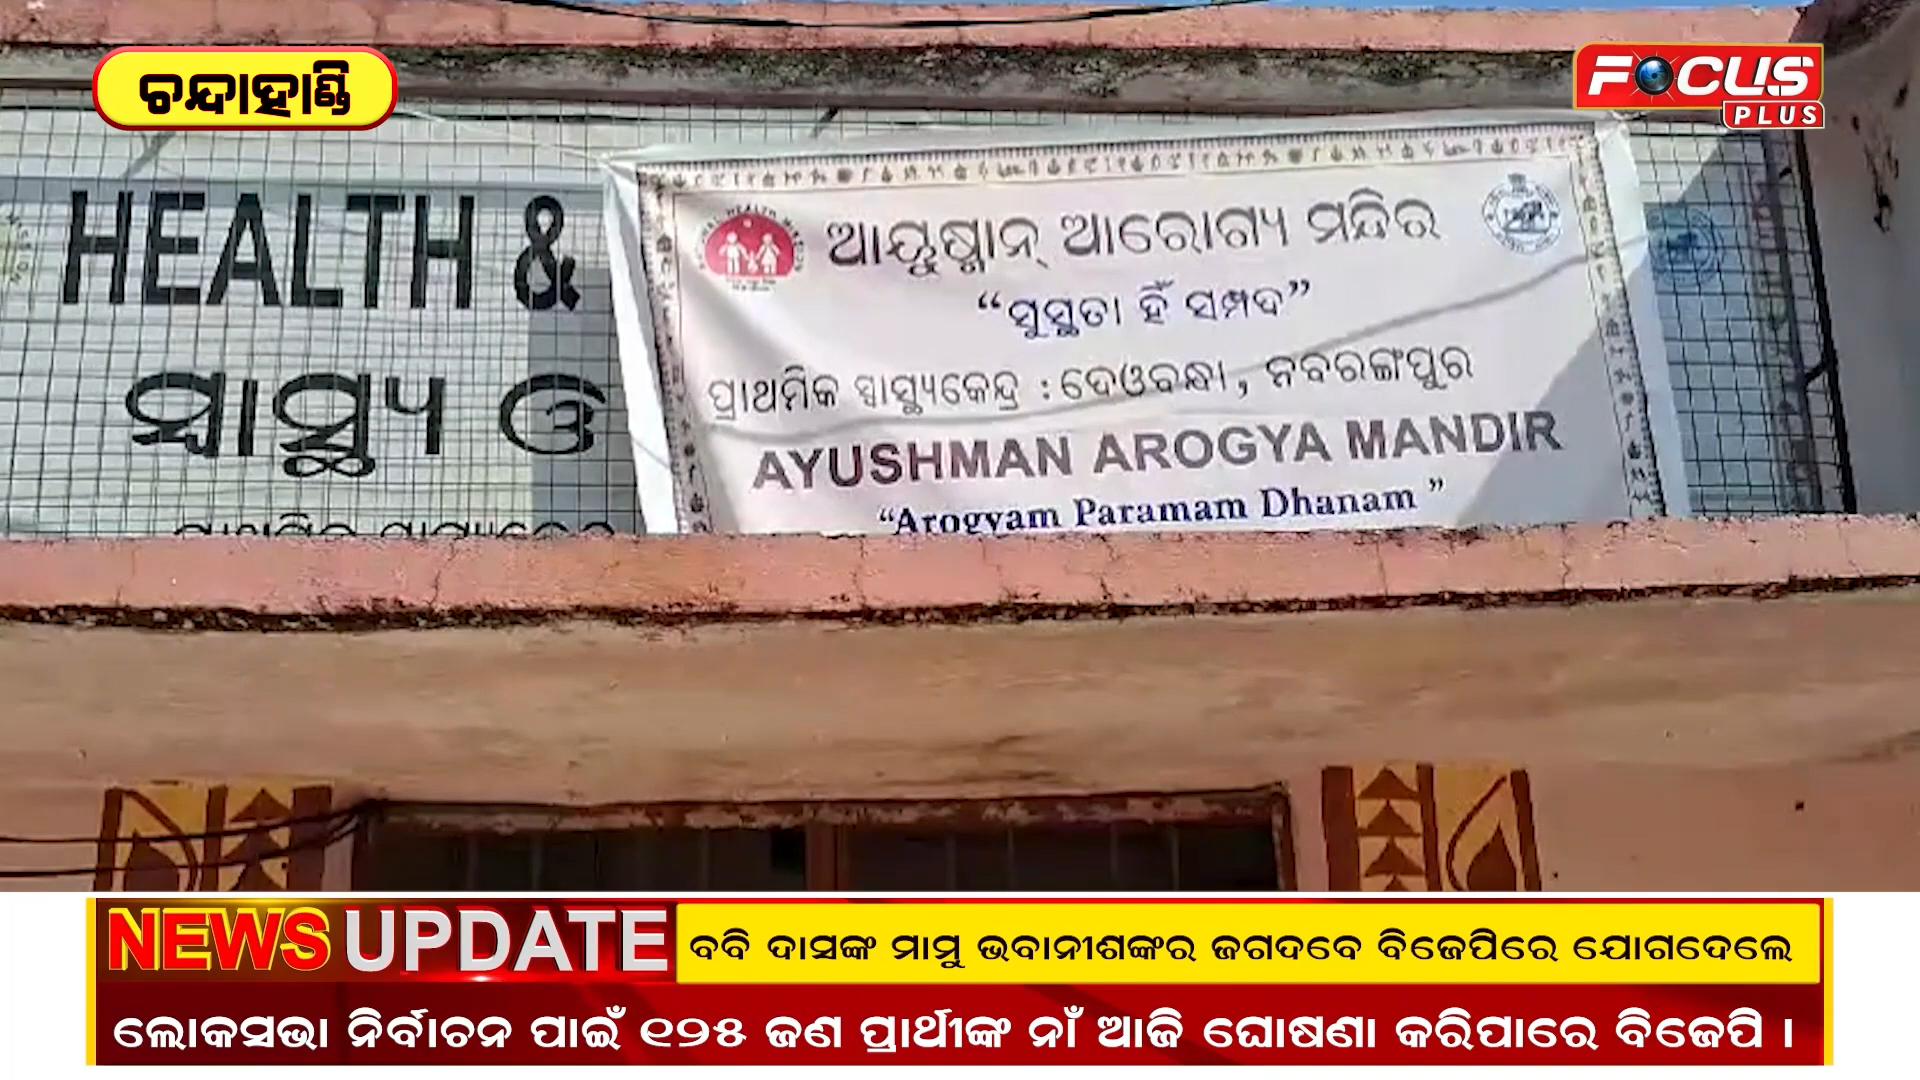 ଚନ୍ଦାହାଣ୍ଡି
FOCUS
PLUS
HEALTH &
ସ୍ୱାସ୍ଥ୍ୟ ଓ
ଆୟୁଷ୍ମାନ୍ ଆରୋଗ୍ୟ ମନ୍ଦିର
“ସୁସ୍ଥତା ହିଁ ସମ୍ପଦ”
ପ୍ରାଥମିକ ସ୍ୱାସ୍ଥ୍ୟକେନ୍ଦ୍ର : ଦେଓବନ୍ଧା, ନବରଙ୍ଗପୁର
AYUSHMAN AROGYA MANDIR
“Arogyam Paramam Dhanam ”
NEWS UPDATE
ବବି ଦାସଙ୍କ ମାମୁ ଭବାନୀଶଙ୍କର ଜଗଦବେ ବିଜେପିରେ ଯୋଗଦେଲେ
ଲୋକସଭା ନିର୍ବାଚନ ପାଇଁ ୧୨୫ ଜଣ ପ୍ରାର୍ଥୀଙ୍କ ନାଁ ଆଜି ଘୋଷଣା କରିପାରେ ବିଜେପି ।